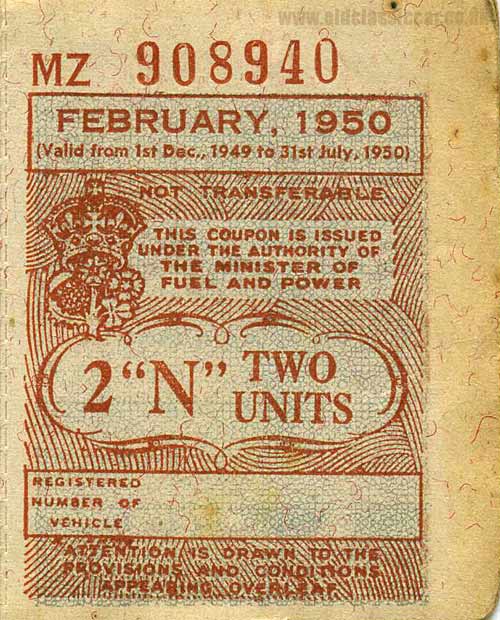 www.oldclassiccar.co.uk
MZ 908940
FEBRUARY, 1950
(Valid from 1st Dec., 1949 to 31st July, 1950)
NOT TRANSFERABLE
THIS COUPON IS ISSUED
UNDER THE AUTHORITY OF
THE MINISTER OF
FUEL AND POWER
2 "N" TWO
UNITS
REGISTERED
NUMBER OF
VEHICLE
ATTENTION IS DRAWN TO THE
PROVISIONS AND CONDITIONS
APPEARING OVERLEAF